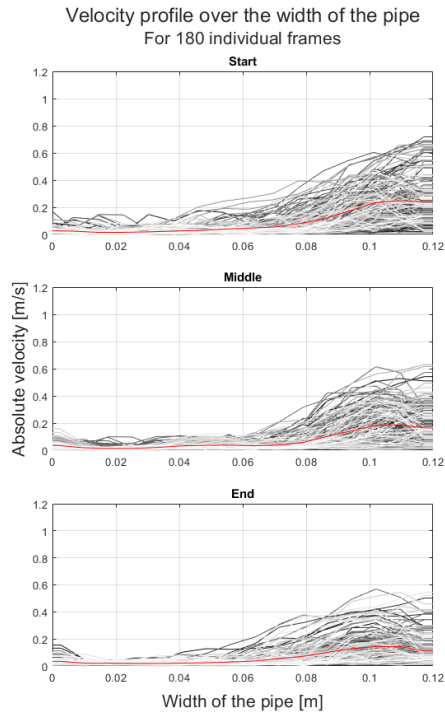 Velocity profile over the width of the pipe
For 180 individual frames
Start
1.2
1
0.8
0.6
0.4
0.2
0
0 0.02 0.04 0.06 0.08 0.1 0.12
Middle
1.2
1
0.8
0.6
0.4
0.2
0
0 0.02 0.04 0.06 0.08 0.1 0.12
Absolute velocity [m/s]
End
1.2
1
0.8
0.6
0.4
0.2
0
0 0.02 0.04 0.06 0.08 0.1 0.12
Width of the pipe [m]